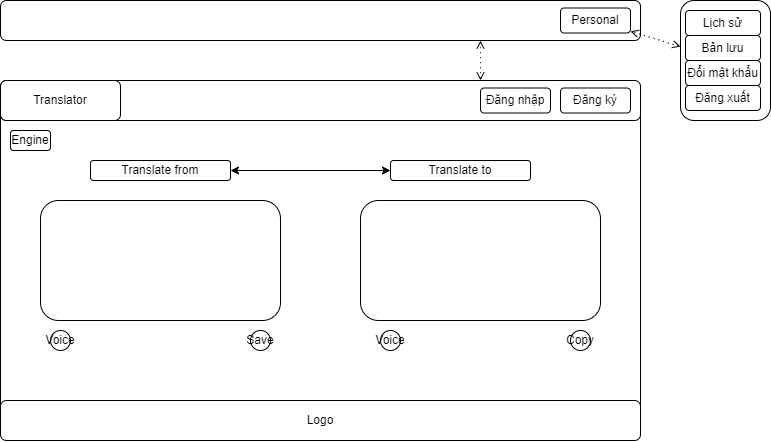 Personal
Lịch sử
Bản lưu
Đổi mật khẩu
Đăng xuất
Translator
Đăng nhập
Đăng ký
Engine
Translate from
Translate to
Voice
Save
Voice
Copy
Logo